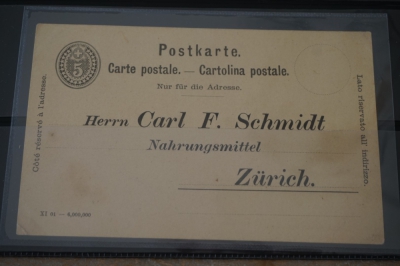 5
Postkarte.
Carte postale. — Cartolina postale.
Nur für die Adresse.
Côté réservé à l'adresse.
Lato riservato all' indirizzo.
Herrn Carl F. Schmidt
Nahrungsmittel
Zürich.